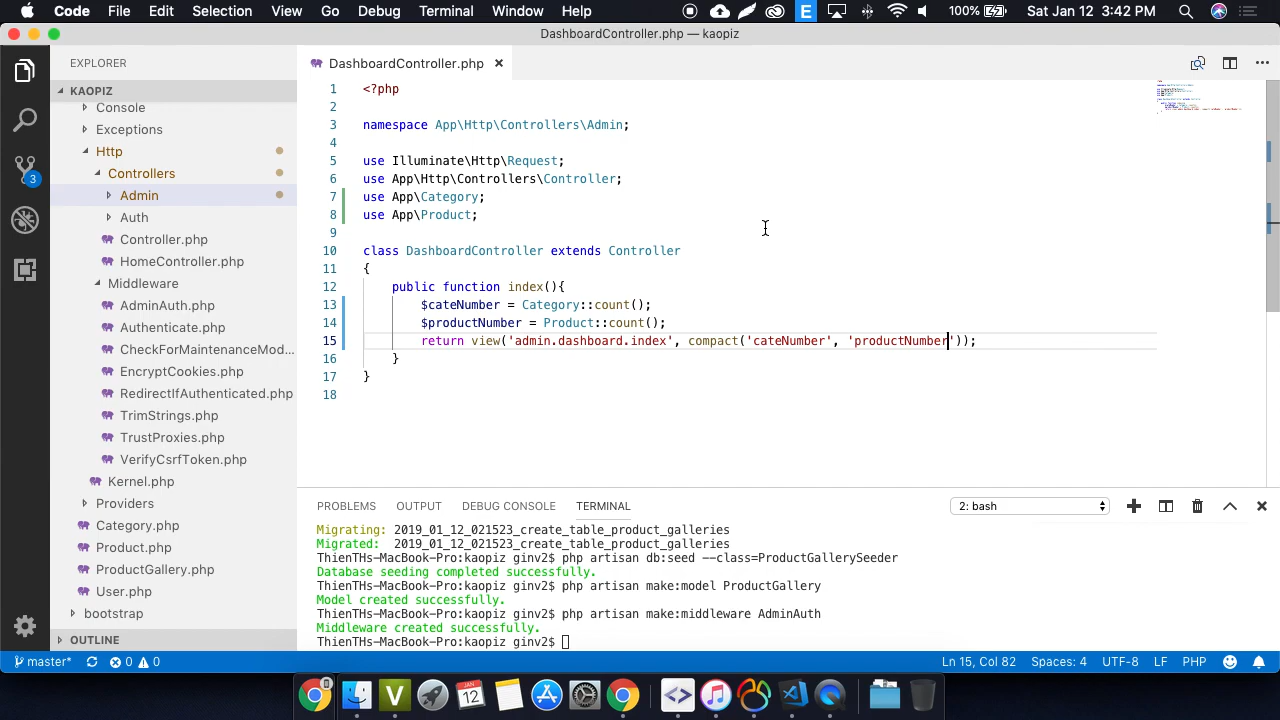 Code File Edit Selection View Go Debug Terminal Window Help E 100% Sat Jan 12 3:42 PM
DashboardController.php — kaopiz
EXPLORER
KAOPIZ
Console
Exceptions
Http
Controllers
Admin
Auth
Controller.php
HomeController.php
Middleware
AdminAuth.php
Authenticate.php
CheckForMaintenanceMod...
EncryptCookies.php
RedirectIfAuthenticated.php
TrimStrings.php
TrustProxies.php
VerifyCsrfToken.php
Kernel.php
Providers
Category.php
Product.php
ProductGallery.php
User.php
bootstrap
OUTLINE
3
DashboardController.php
1 <?php
2
3 namespace App\Http\Controllers\Admin;
4
5 use Illuminate\Http\Request;
6 use App\Http\Controllers\Controller;
7 use App\Category;
8 use App\Product;
9
10 class DashboardController extends Controller
11 {
12 public function index(){
13 $cateNumber = Category::count();
14 $productNumber = Product::count();
15 return view('admin.dashboard.index', compact('cateNumber', 'productNumber'));
16 }
17 }
18
PROBLEMS OUTPUT DEBUG CONSOLE TERMINAL 2: bash
Migrating: 2019_01_12_021523_create_table_product_galleries
Migrated: 2019_01_12_021523_create_table_product_galleries
ThienTHs-MacBook-Pro:kaopiz ginv2$ php artisan db:seed --class=ProductGallerySeeder
Database seeding completed successfully.
ThienTHs-MacBook-Pro:kaopiz ginv2$ php artisan make:model ProductGallery
Model created successfully.
ThienTHs-MacBook-Pro:kaopiz ginv2$ php artisan make:middleware AdminAuth
Middleware created successfully.
ThienTHs-MacBook-Pro:kaopiz ginv2$
master* 0 0 Ln 15, Col 82 Spaces: 4 UTF-8 LF PHP
V JAN 12